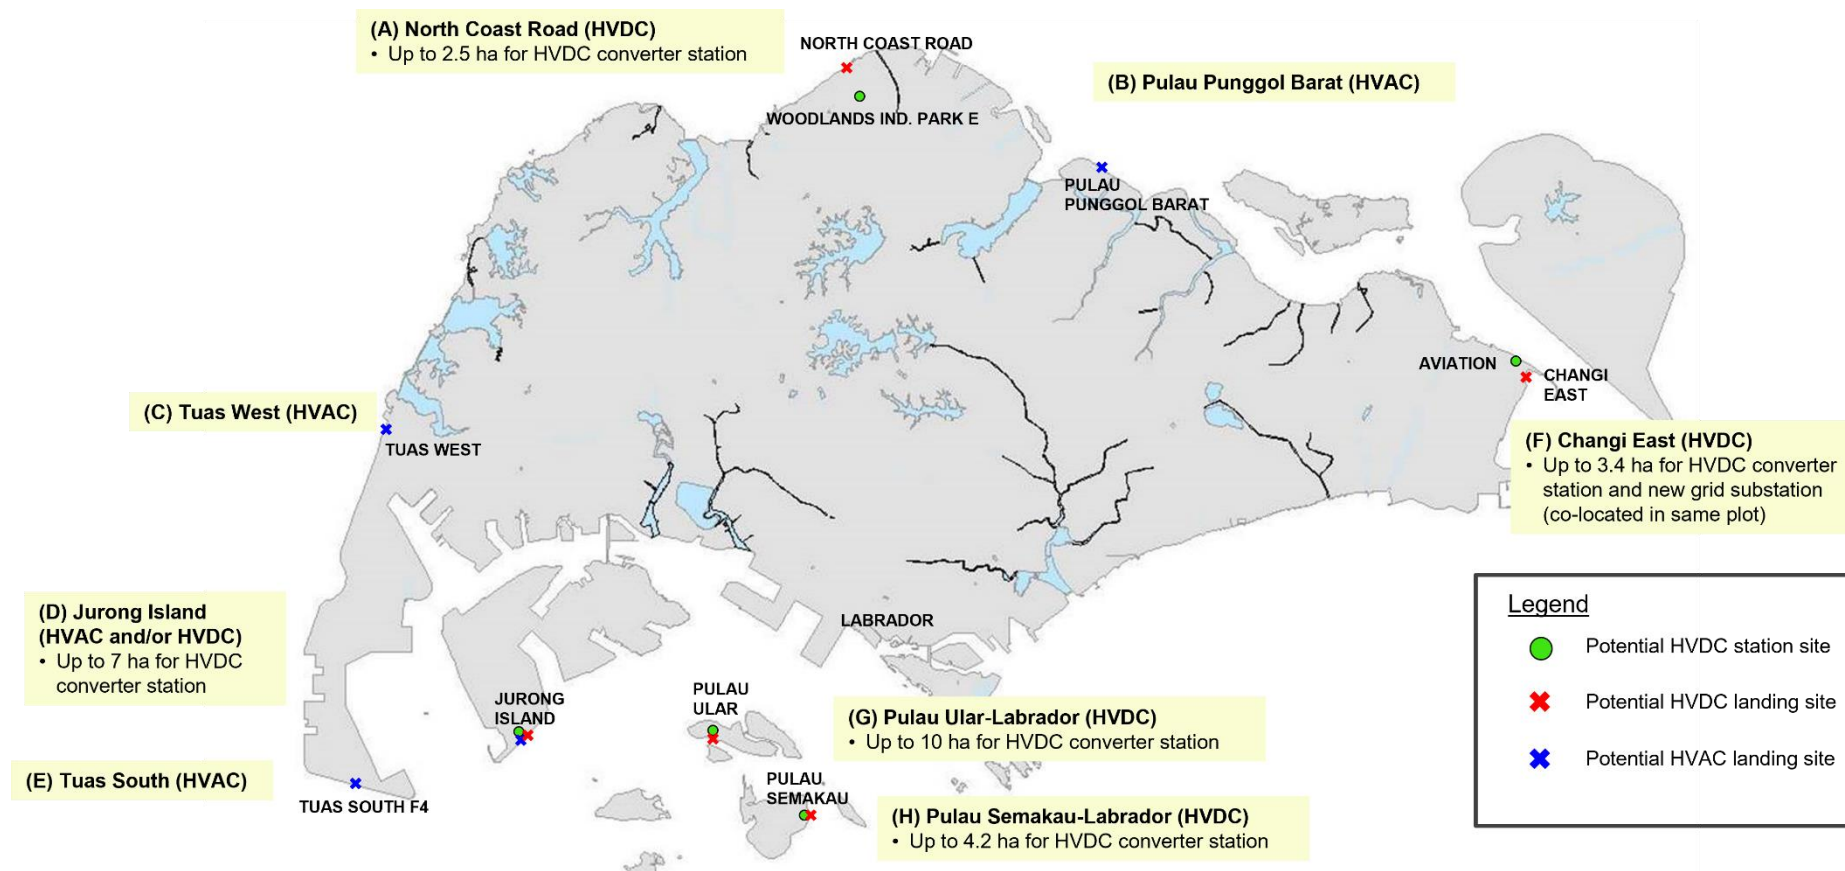 (A) North Coast Road (HVDC)
• Up to 2.5 ha for HVDC converter station
NORTH COAST ROAD
WOODLANDS IND. PARK E
(B) Pulau Punggol Barat (HVAC)
PULAU
PUNGGOL BARAT
AVIATION
CHANGI
EAST
(C) Tuas West (HVAC)
TUAS WEST
(F) Changi East (HVDC)
• Up to 3.4 ha for HVDC converter
station and new grid substation
(co-located in same plot)
(D) Jurong Island
(HVAC and/or HVDC)
• Up to 7 ha for HVDC
converter station
LABRADOR
JURONG
ISLAND
PULAU
ULAR
(G) Pulau Ular-Labrador (HVDC)
• Up to 10 ha for HVDC converter station
(E) Tuas South (HVAC)
TUAS SOUTH F4
PULAU
SEMAKAU
(H) Pulau Semakau-Labrador (HVDC)
• Up to 4.2 ha for HVDC converter station
Legend
Potential HVDC station site
Potential HVDC landing site
Potential HVAC landing site